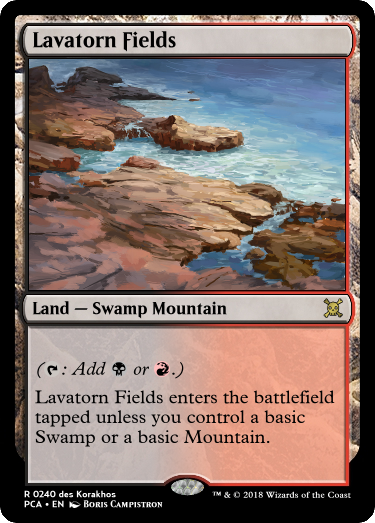 Lavatorn Fields
Land — Swamp Mountain
(T: Add B or R.)
Lavatorn Fields enters the battlefield
tapped unless you control a basic
Swamp or a basic Mountain.
R 0240 des Korakhos
PCA • EN Boris Campistron
™ & © 2018 Wizards of the Coast